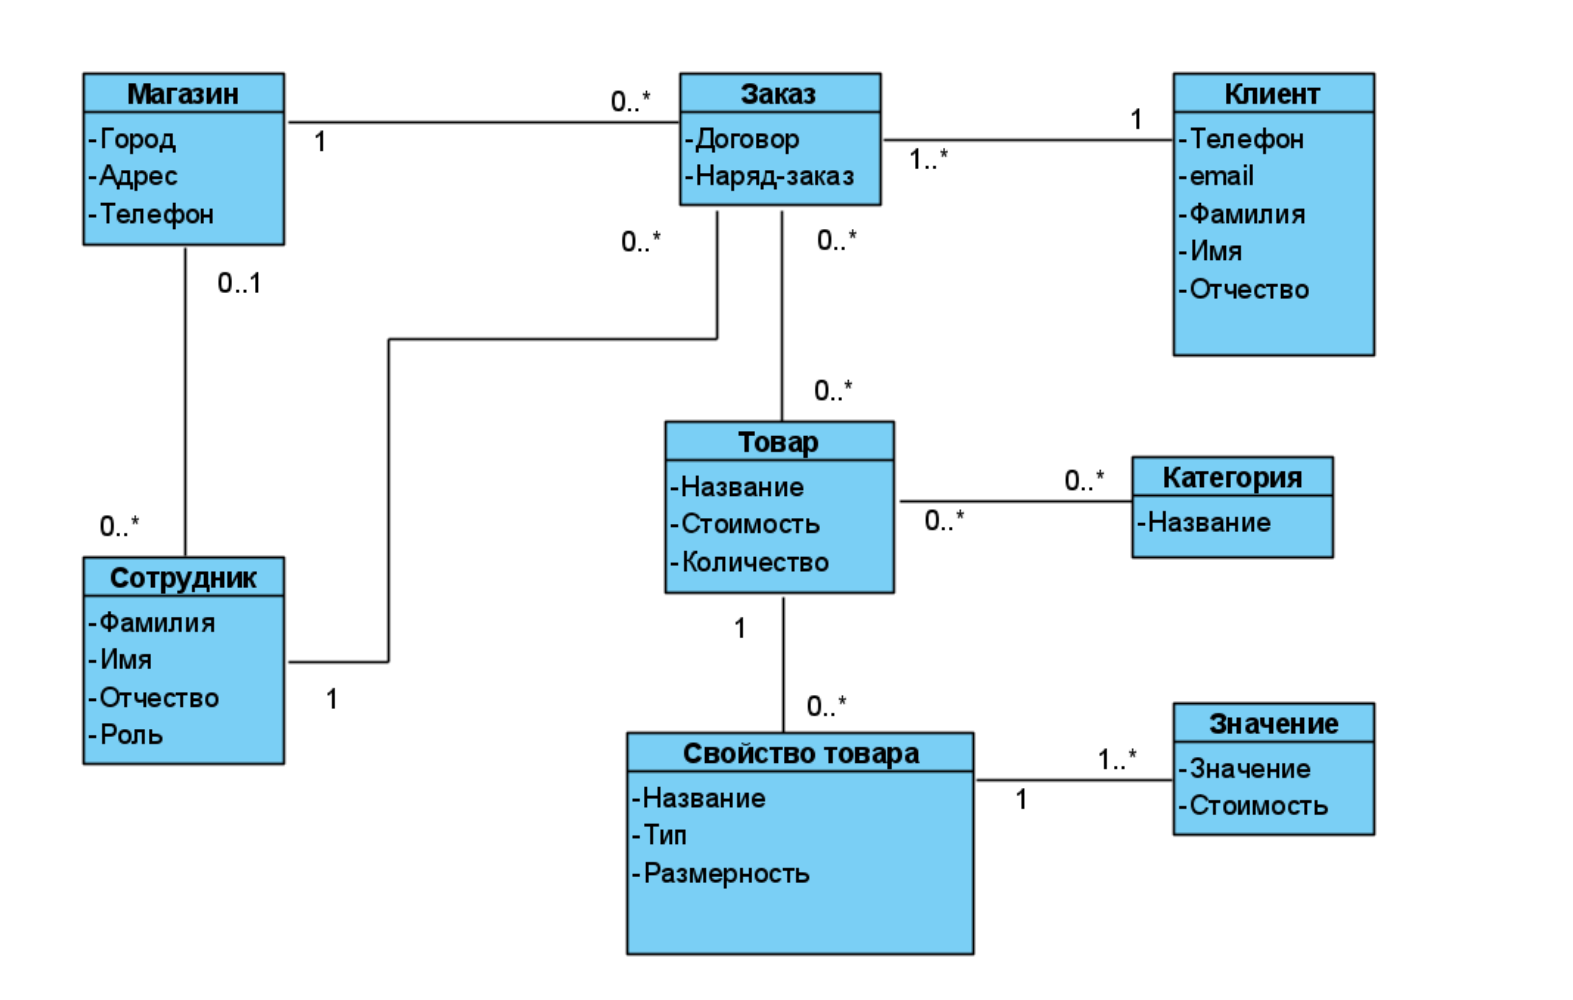 Магазин
-Город
-Адрес
-Телефон
1
0..*
Заказ
-Договор
-Наряд-заказ
1..*
1
Клиент
-Телефон
-email
-Фамилия
-Имя
-Отчество
0..1
0..*
0..*
0..*
0..*
Сотрудник
-Фамилия
-Имя
-Отчество
-Роль
1
Товар
-Название
-Стоимость
-Количество
0..*
0..*
Категория
-Название
1
0..*
Свойство товара
-Название
-Тип
-Размерность
1
1..*
Значение
-Значение
-Стоимость